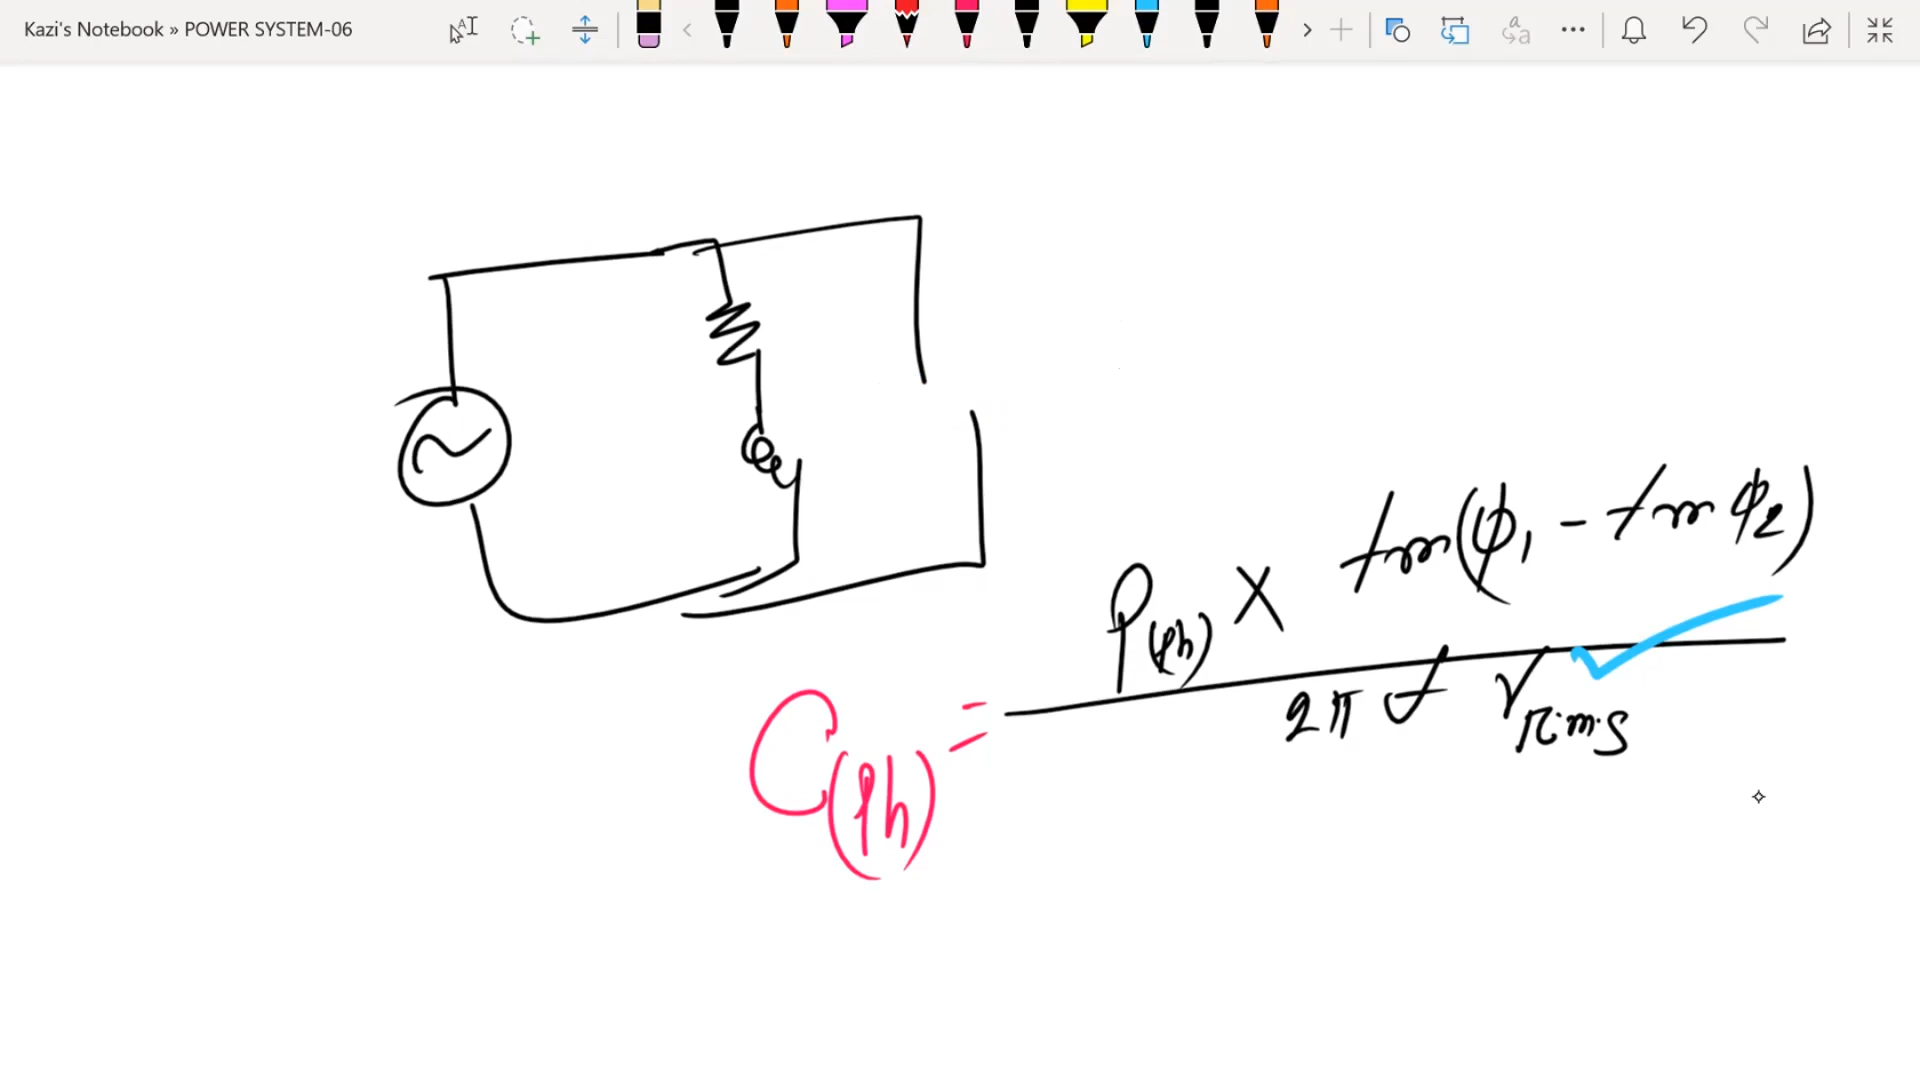 Kazi's Notebook » POWER SYSTEM-06
C(ph) = P(ph) × tan(φ1 - tan φ2)
2π f Vr.m.s